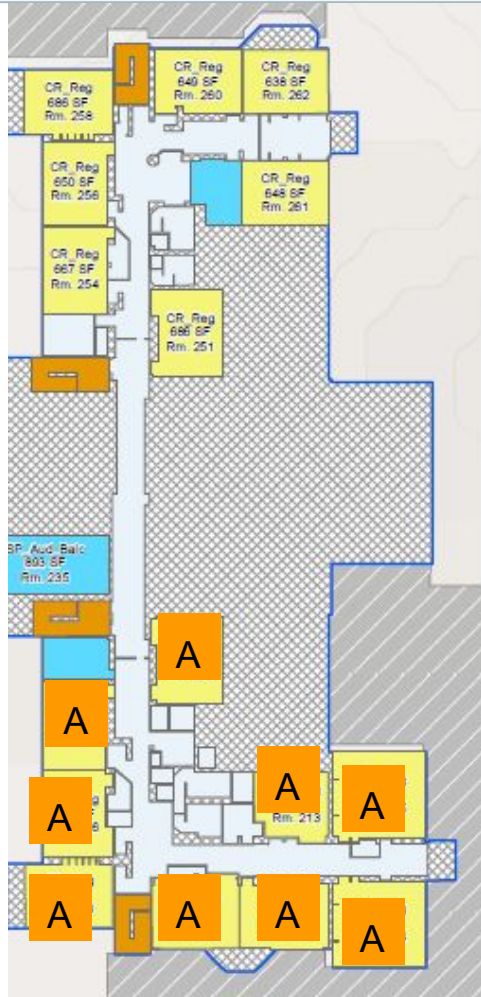 CR_Reg
649 SF
Rm. 260
CR_Reg
638 SF
Rm. 262
CR_Reg
686 SF
Rm. 258
CR_Reg
650 SF
Rm. 256
CR_Reg
648 SF
Rm. 261
CR_Reg
667 SF
Rm. 254
CR_Reg
686 SF
Rm. 251
SP_Aud_Balc
893 SF
Rm. 235
A
A
A
A
Rm. 213
A
A
A
A
A